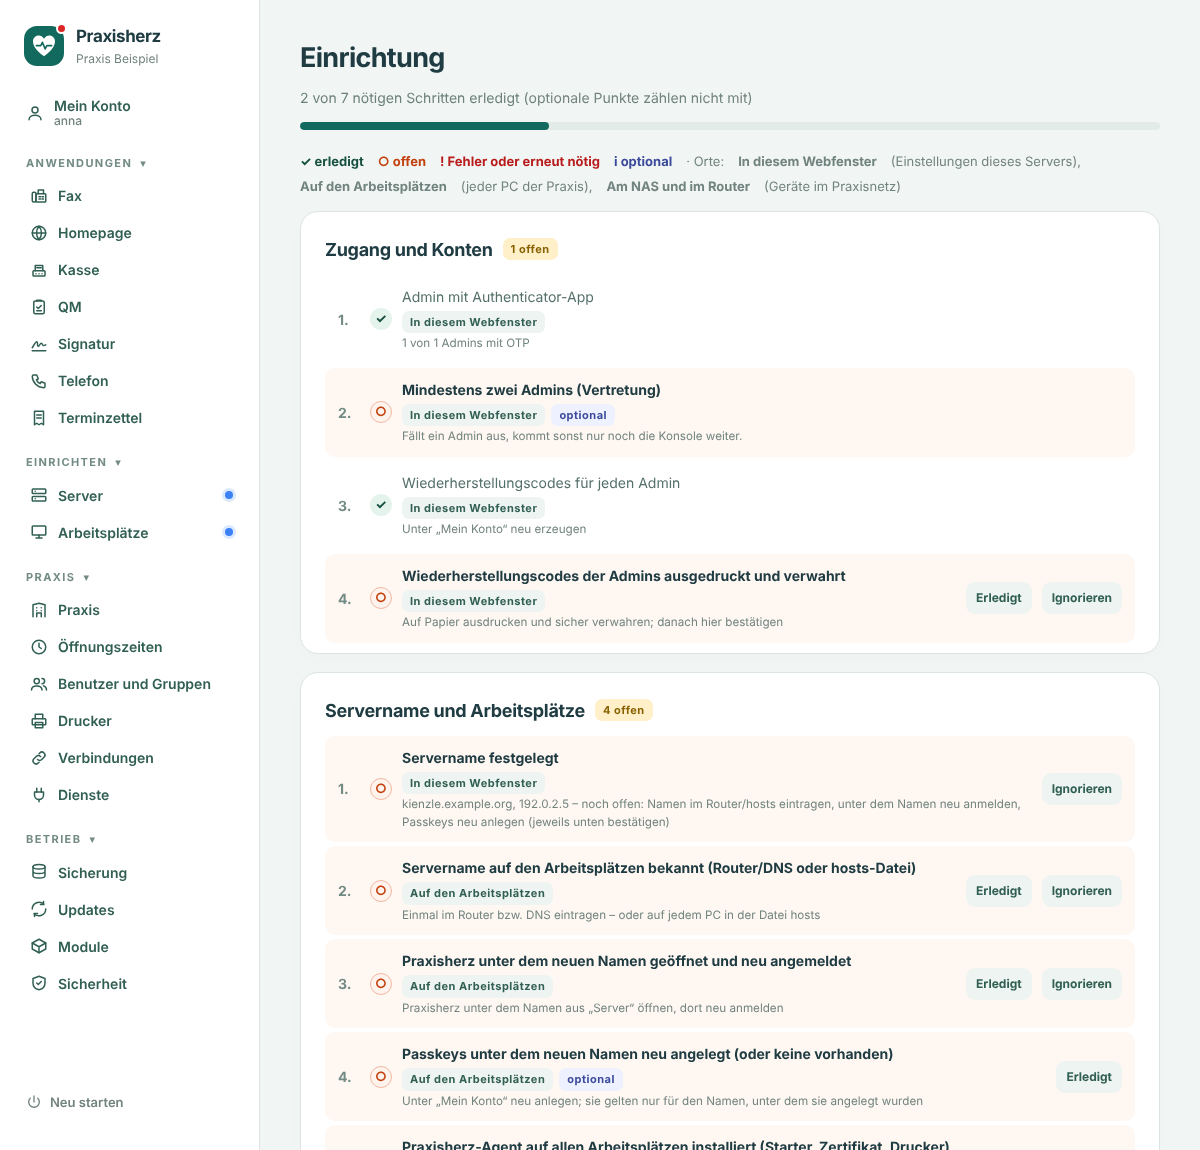 Praxisherz
Praxis Beispiel
Mein Konto
anna
ANWENDUNGEN ▾
Fax
Homepage
Kasse
QM
Signatur
Telefon
Terminzettel
EINRICHTEN ▾
Server
Arbeitsplätze
PRAXIS ▾
Praxis
Öffnungszeiten
Benutzer und Gruppen
Drucker
Verbindungen
Dienste
BETRIEB ▾
Sicherung
Updates
Module
Sicherheit
Neu starten
Einrichtung
2 von 7 nötigen Schritten erledigt (optionale Punkte zählen nicht mit)
✓ erledigt O offen ! Fehler oder erneut nötig i optional · Orte: In diesem Webfenster (Einstellungen dieses Servers),
Auf den Arbeitsplätzen (jeder PC der Praxis), Am NAS und im Router (Geräte im Praxisnetz)
Zugang und Konten 1 offen
Admin mit Authenticator-App
1. In diesem Webfenster
1 von 1 Admins mit OTP
Mindestens zwei Admins (Vertretung)
2. In diesem Webfenster optional
Fällt ein Admin aus, kommt sonst nur noch die Konsole weiter.
Wiederherstellungscodes für jeden Admin
3. In diesem Webfenster
Unter „Mein Konto“ neu erzeugen
Wiederherstellungscodes der Admins ausgedruckt und verwahrt
4. In diesem Webfenster Erledigt Ignorieren
Auf Papier ausdrucken und sicher verwahren; danach hier bestätigen
Servername und Arbeitsplätze 4 offen
Servername festgelegt
1. In diesem Webfenster Ignorieren
kienzle.example.org, 192.0.2.5 – noch offen: Namen im Router/hosts eintragen, unter dem Namen neu anmelden,
Passkeys neu anlegen (jeweils unten bestätigen)
Servername auf den Arbeitsplätzen bekannt (Router/DNS oder hosts-Datei)
2. Auf den Arbeitsplätzen Erledigt Ignorieren
Einmal im Router bzw. DNS eintragen – oder auf jedem PC in der Datei hosts
Praxisherz unter dem neuen Namen geöffnet und neu angemeldet
3. Auf den Arbeitsplätzen Erledigt Ignorieren
Praxisherz unter dem Namen aus „Server“ öffnen, dort neu anmelden
Passkeys unter dem neuen Namen neu angelegt (oder keine vorhanden)
4. Auf den Arbeitsplätzen optional Erledigt
Unter „Mein Konto“ neu anlegen; sie gelten nur für den Namen, unter dem sie angelegt wurden
Praxisherz-Agent auf allen Arbeitsplätzen installiert (Starter, Zertifikat, Drucker)